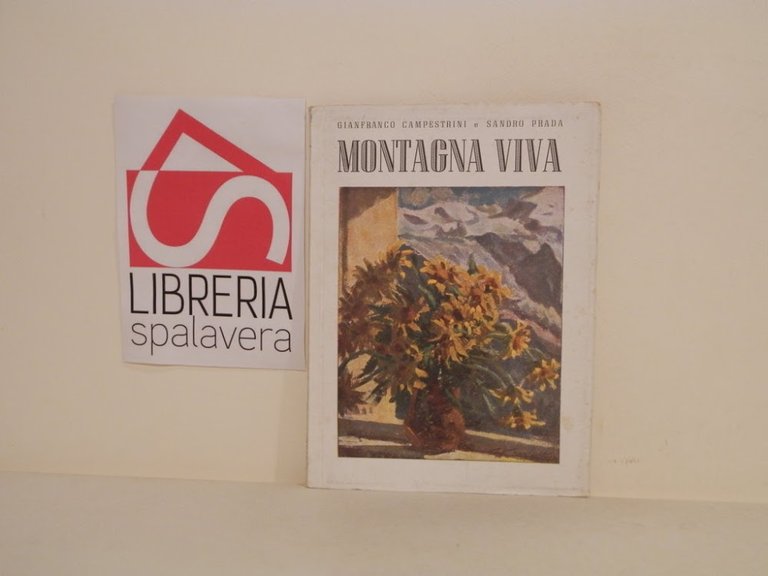 LIBRERIA
spalavera
GIANFRANCO CAMPESTRINI e SANDRO PRADA
MONTAGNA VIVA